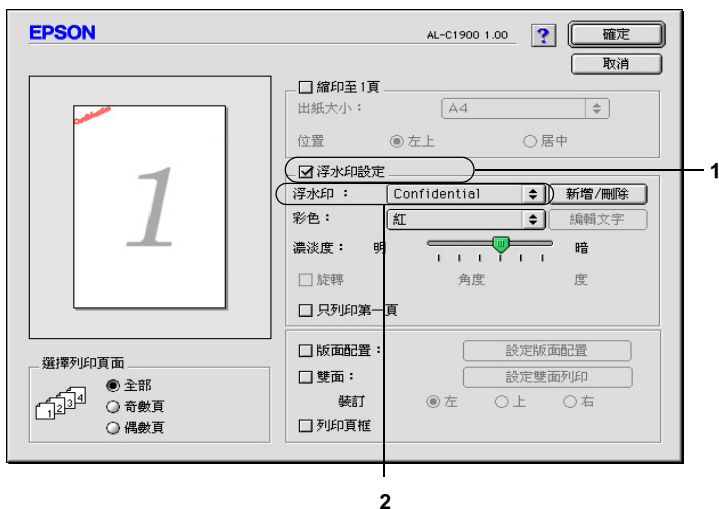 EPSON
AL-C1900 1.00
?
確定
取消
縮印至1頁
出紙大小：
A4
位置
左上
居中
浮水印設定
1
浮水印：
Confidential
新增/刪除
彩色：
紅
編輯文字
濃淡度：
明
暗
旋轉
角度
度
只列印第一頁
Confidential
1
選擇列印頁面
1 2 3 4
全部
奇數頁
偶數頁
版面配置：
設定版面配置
雙面：
設定雙面列印
裝訂
左
上
右
列印頁框
2